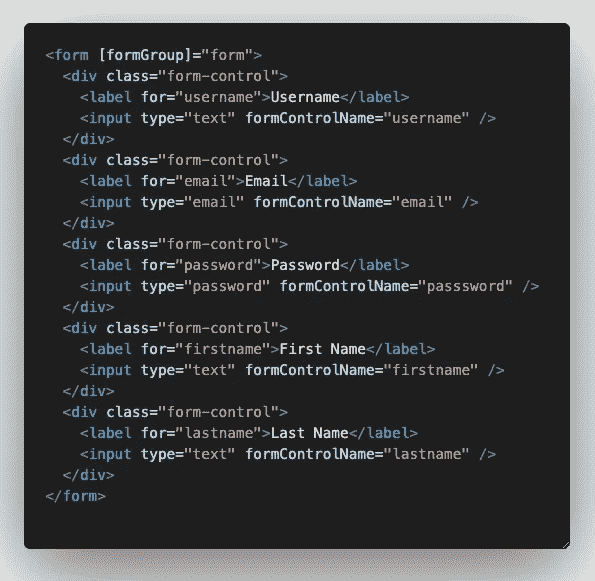 <form [formGroup]="form">
  <div class="form-control">
    <label for="username">Username</label>
    <input type="text" formControlName="username" />
  </div>
  <div class="form-control">
    <label for="email">Email</label>
    <input type="email" formControlName="email" />
  </div>
  <div class="form-control">
    <label for="password">Password</label>
    <input type="password" formControlName="passsword" />
  </div>
  <div class="form-control">
    <label for="firstname">First Name</label>
    <input type="text" formControlName="firstname" />
  </div>
  <div class="form-control">
    <label for="lastname">Last Name</label>
    <input type="text" formControlName="lastname" />
  </div>
</form>